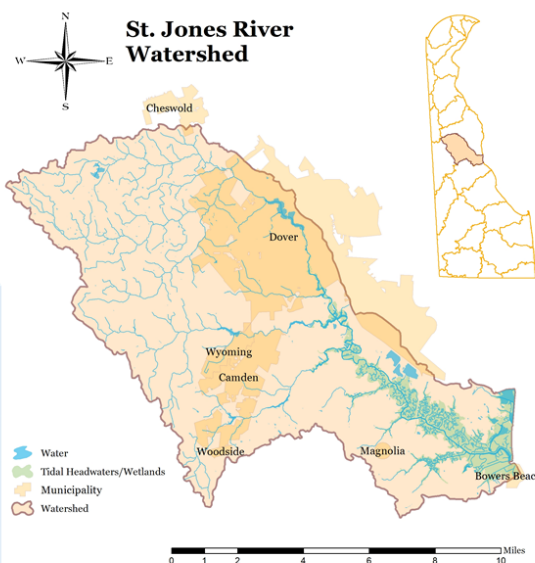 N
W
E
S
St. Jones River
Watershed
Cheswold
Dover
Wyoming
Camden
Woodside
Magnolia
Bowers Beac
Water
Tidal Headwaters/Wetlands
Municipality
Watershed
Miles
0 1 2 4 6 8 10